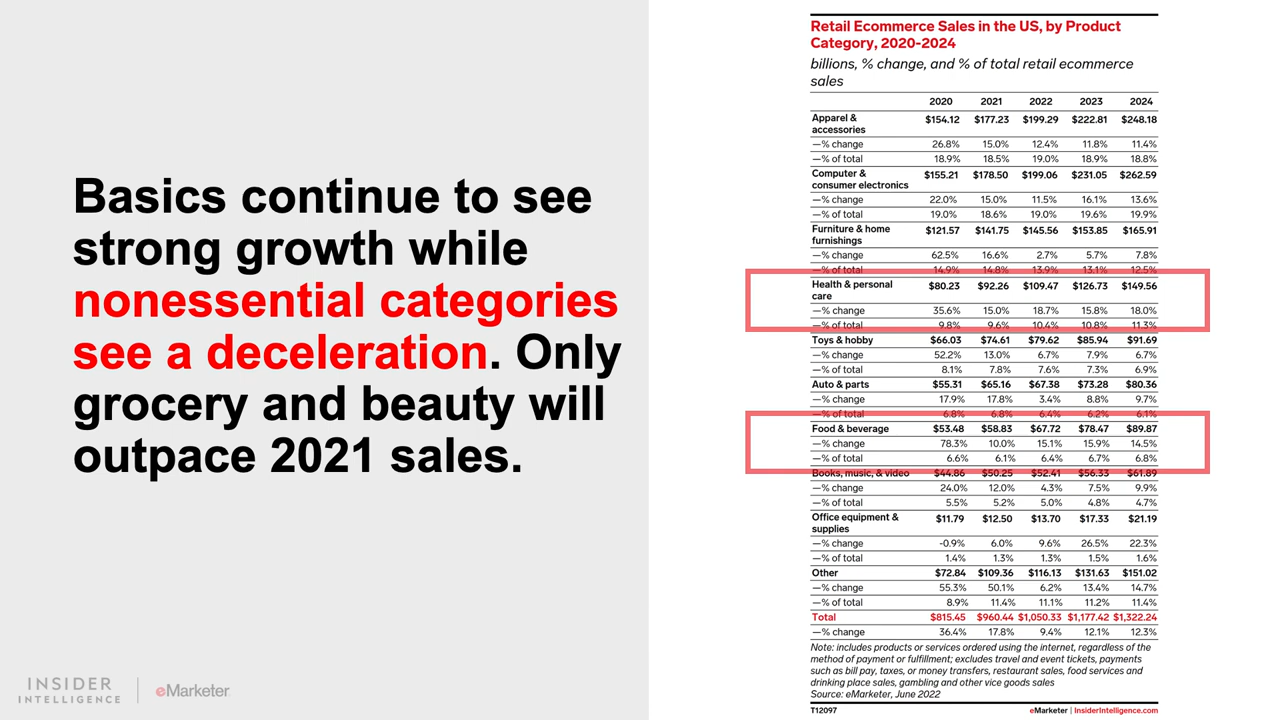 Basics continue to see
strong growth while
nonessential categories
see a deceleration. Only
grocery and beauty will
outpace 2021 sales.
INSIDER
INTELLIGENCE
eMarketer
Retail Ecommerce Sales in the US, by Product
Category, 2020-2024
billions, % change, and % of total retail ecommerce
sales
2020 2021 2022 2023 2024
Apparel & accessories $154.12 $177.23 $199.29 $222.81 $248.18
—% change 26.8% 15.0% 12.4% 11.8% 11.4%
—% of total 18.9% 18.5% 19.0% 18.9% 18.8%
Computer & consumer electronics $155.21 $178.50 $199.06 $231.05 $262.59
—% change 22.0% 15.0% 11.5% 16.1% 13.6%
—% of total 19.0% 18.6% 19.0% 19.6% 19.9%
Furniture & home furnishings $121.57 $141.75 $145.56 $153.85 $165.91
—% change 62.5% 16.6% 2.7% 5.7% 7.8%
—% of total 14.9% 14.8% 13.9% 13.1% 12.5%
Health & personal care $80.23 $92.26 $109.47 $126.73 $149.56
—% change 35.6% 15.0% 18.7% 15.8% 18.0%
—% of total 9.8% 9.6% 10.4% 10.8% 11.3%
Toys & hobby $66.03 $74.61 $79.62 $85.94 $91.69
—% change 52.2% 13.0% 6.7% 7.9% 6.7%
—% of total 8.1% 7.8% 7.6% 7.3% 6.9%
Auto & parts $55.31 $65.16 $67.38 $73.28 $80.36
—% change 17.9% 17.8% 3.4% 8.8% 9.7%
—% of total 6.8% 6.8% 6.4% 6.2% 6.1%
Food & beverage $53.48 $58.83 $67.72 $78.47 $89.87
—% change 78.3% 10.0% 15.1% 15.9% 14.5%
—% of total 6.6% 6.1% 6.4% 6.7% 6.8%
Books, music, & video $44.86 $50.25 $52.41 $56.33 $61.89
—% change 24.0% 12.0% 4.3% 7.5% 9.9%
—% of total 5.5% 5.2% 5.0% 4.8% 4.7%
Office equipment & supplies $11.79 $12.50 $13.70 $17.33 $21.19
—% change -0.9% 6.0% 9.6% 26.5% 22.3%
—% of total 1.4% 1.3% 1.3% 1.5% 1.6%
Other $72.84 $109.36 $116.13 $131.63 $151.02
—% change 55.3% 50.1% 6.2% 13.4% 14.7%
—% of total 8.9% 11.4% 11.1% 11.2% 11.4%
Total $815.45 $960.44 $1,050.33 $1,177.42 $1,322.24
—% change 36.4% 17.8% 9.4% 12.1% 12.3%
Note: includes products or services ordered using the internet, regardless of the
method of payment or fulfillment; excludes travel and event tickets, payments
such as bill pay, taxes, or money transfers, restaurant sales, food services and
drinking place sales, gambling and other vice goods sales
Source: eMarketer, June 2022
T12097 eMarketer | InsiderIntelligence.com